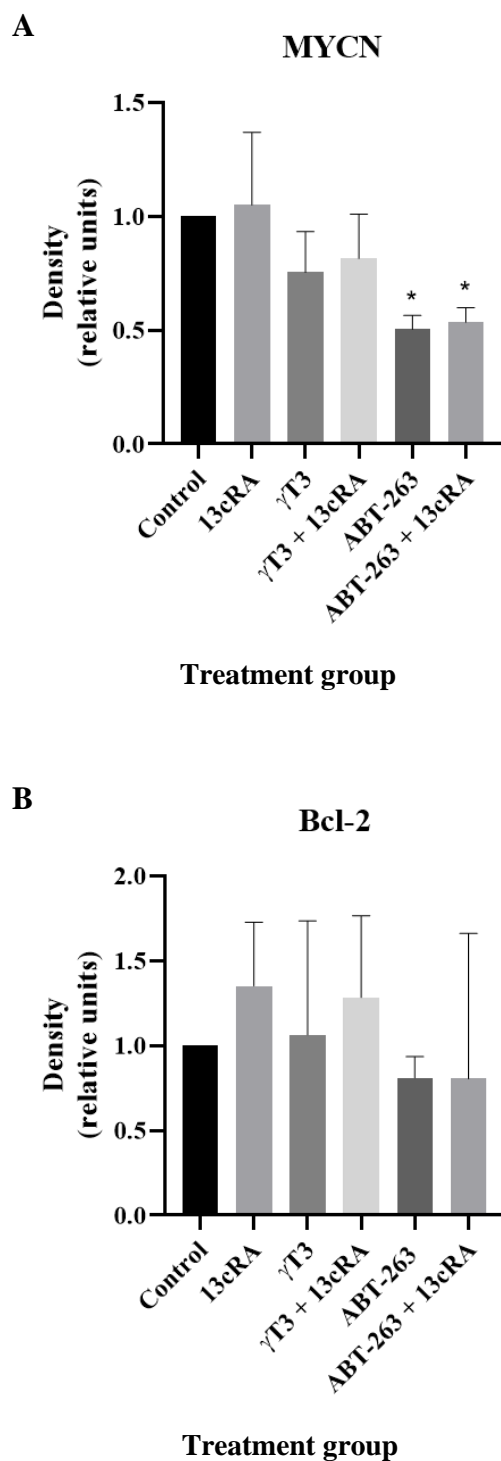 A
MYCN
Density
(relative units)
1.5
1.0
0.5
0.0
*
*
Control
13cRA
γT3
γT3 + 13cRA
ABT-263
ABT-263 + 13cRA
Treatment group
B
Bcl-2
Density
(relative units)
2.0
1.5
1.0
0.5
0.0
Control
13cRA
γT3
γT3 + 13cRA
ABT-263
ABT-263 + 13cRA
Treatment group